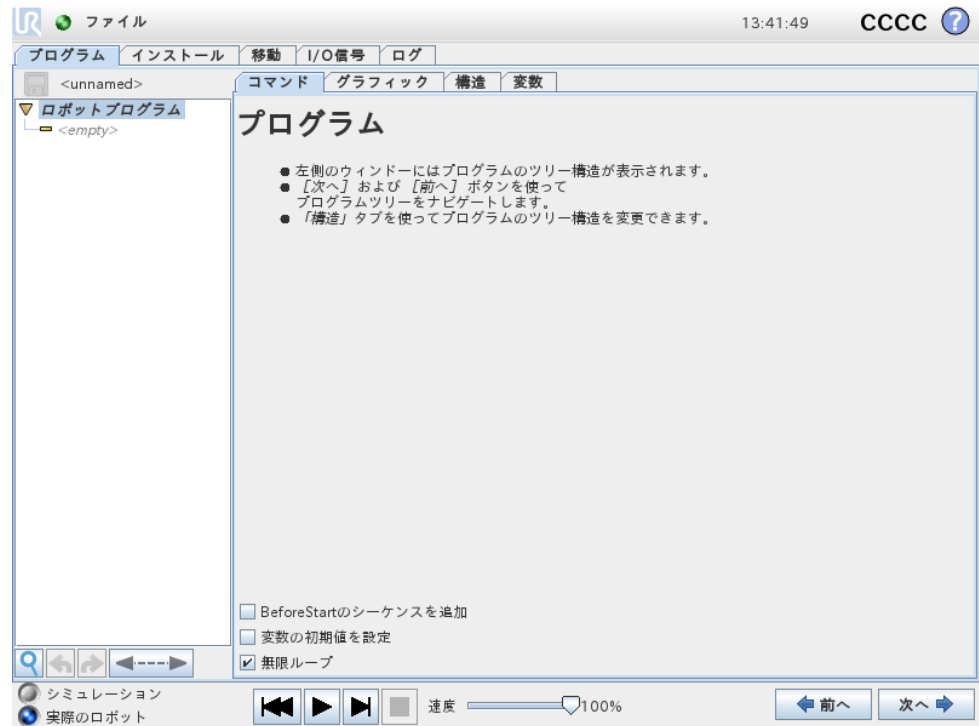 UR ファイル 13:41:49 CCCC ?
プログラム インストール 移動 I/O信号 ログ
<unnamed> コマンド グラフィック 構造 変数
ロボットプログラム
<empty>
プログラム
● 左側のウィンドーにはプログラムのツリー構造が表示されます。
● ［次へ］ および ［前へ］ ボタンを使って
プログラムツリーをナビゲートします。
● 「構造」タブを使ってプログラムのツリー構造を変更できます。
BeforeStartのシーケンスを追加
変数の初期値を設定
無限ループ
シミュレーション
実際のロボット
速度 100% 前へ 次へ